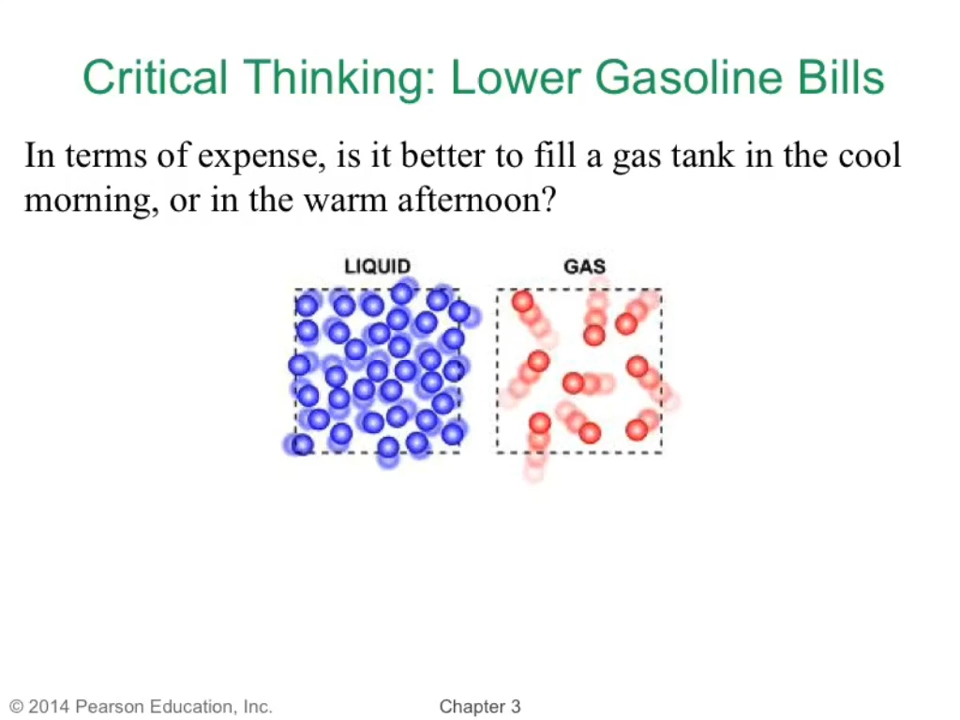 Critical Thinking: Lower Gasoline Bills
In terms of expense, is it better to fill a gas tank in the cool
morning, or in the warm afternoon?
LIQUID GAS
© 2014 Pearson Education, Inc. Chapter 3